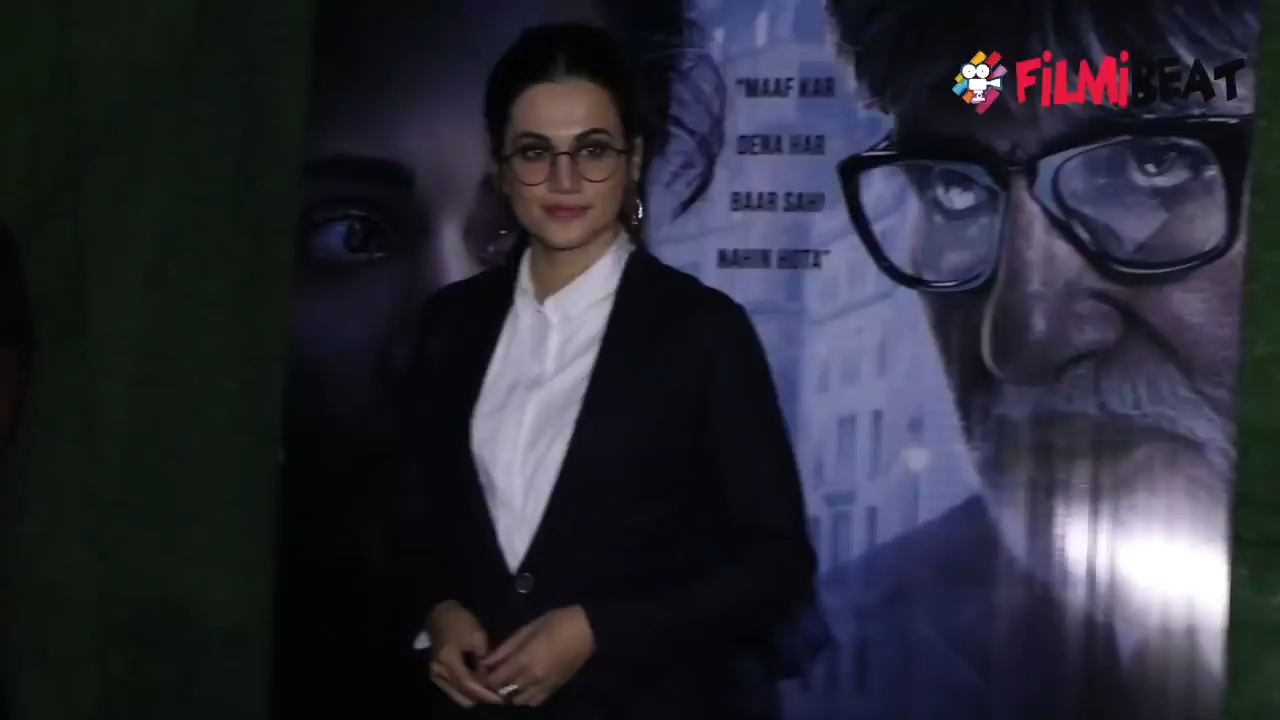 FiLMiBEAT
"MAAF KAR
DENA HAR
BAAR SAHI
NAHIN HOTA"